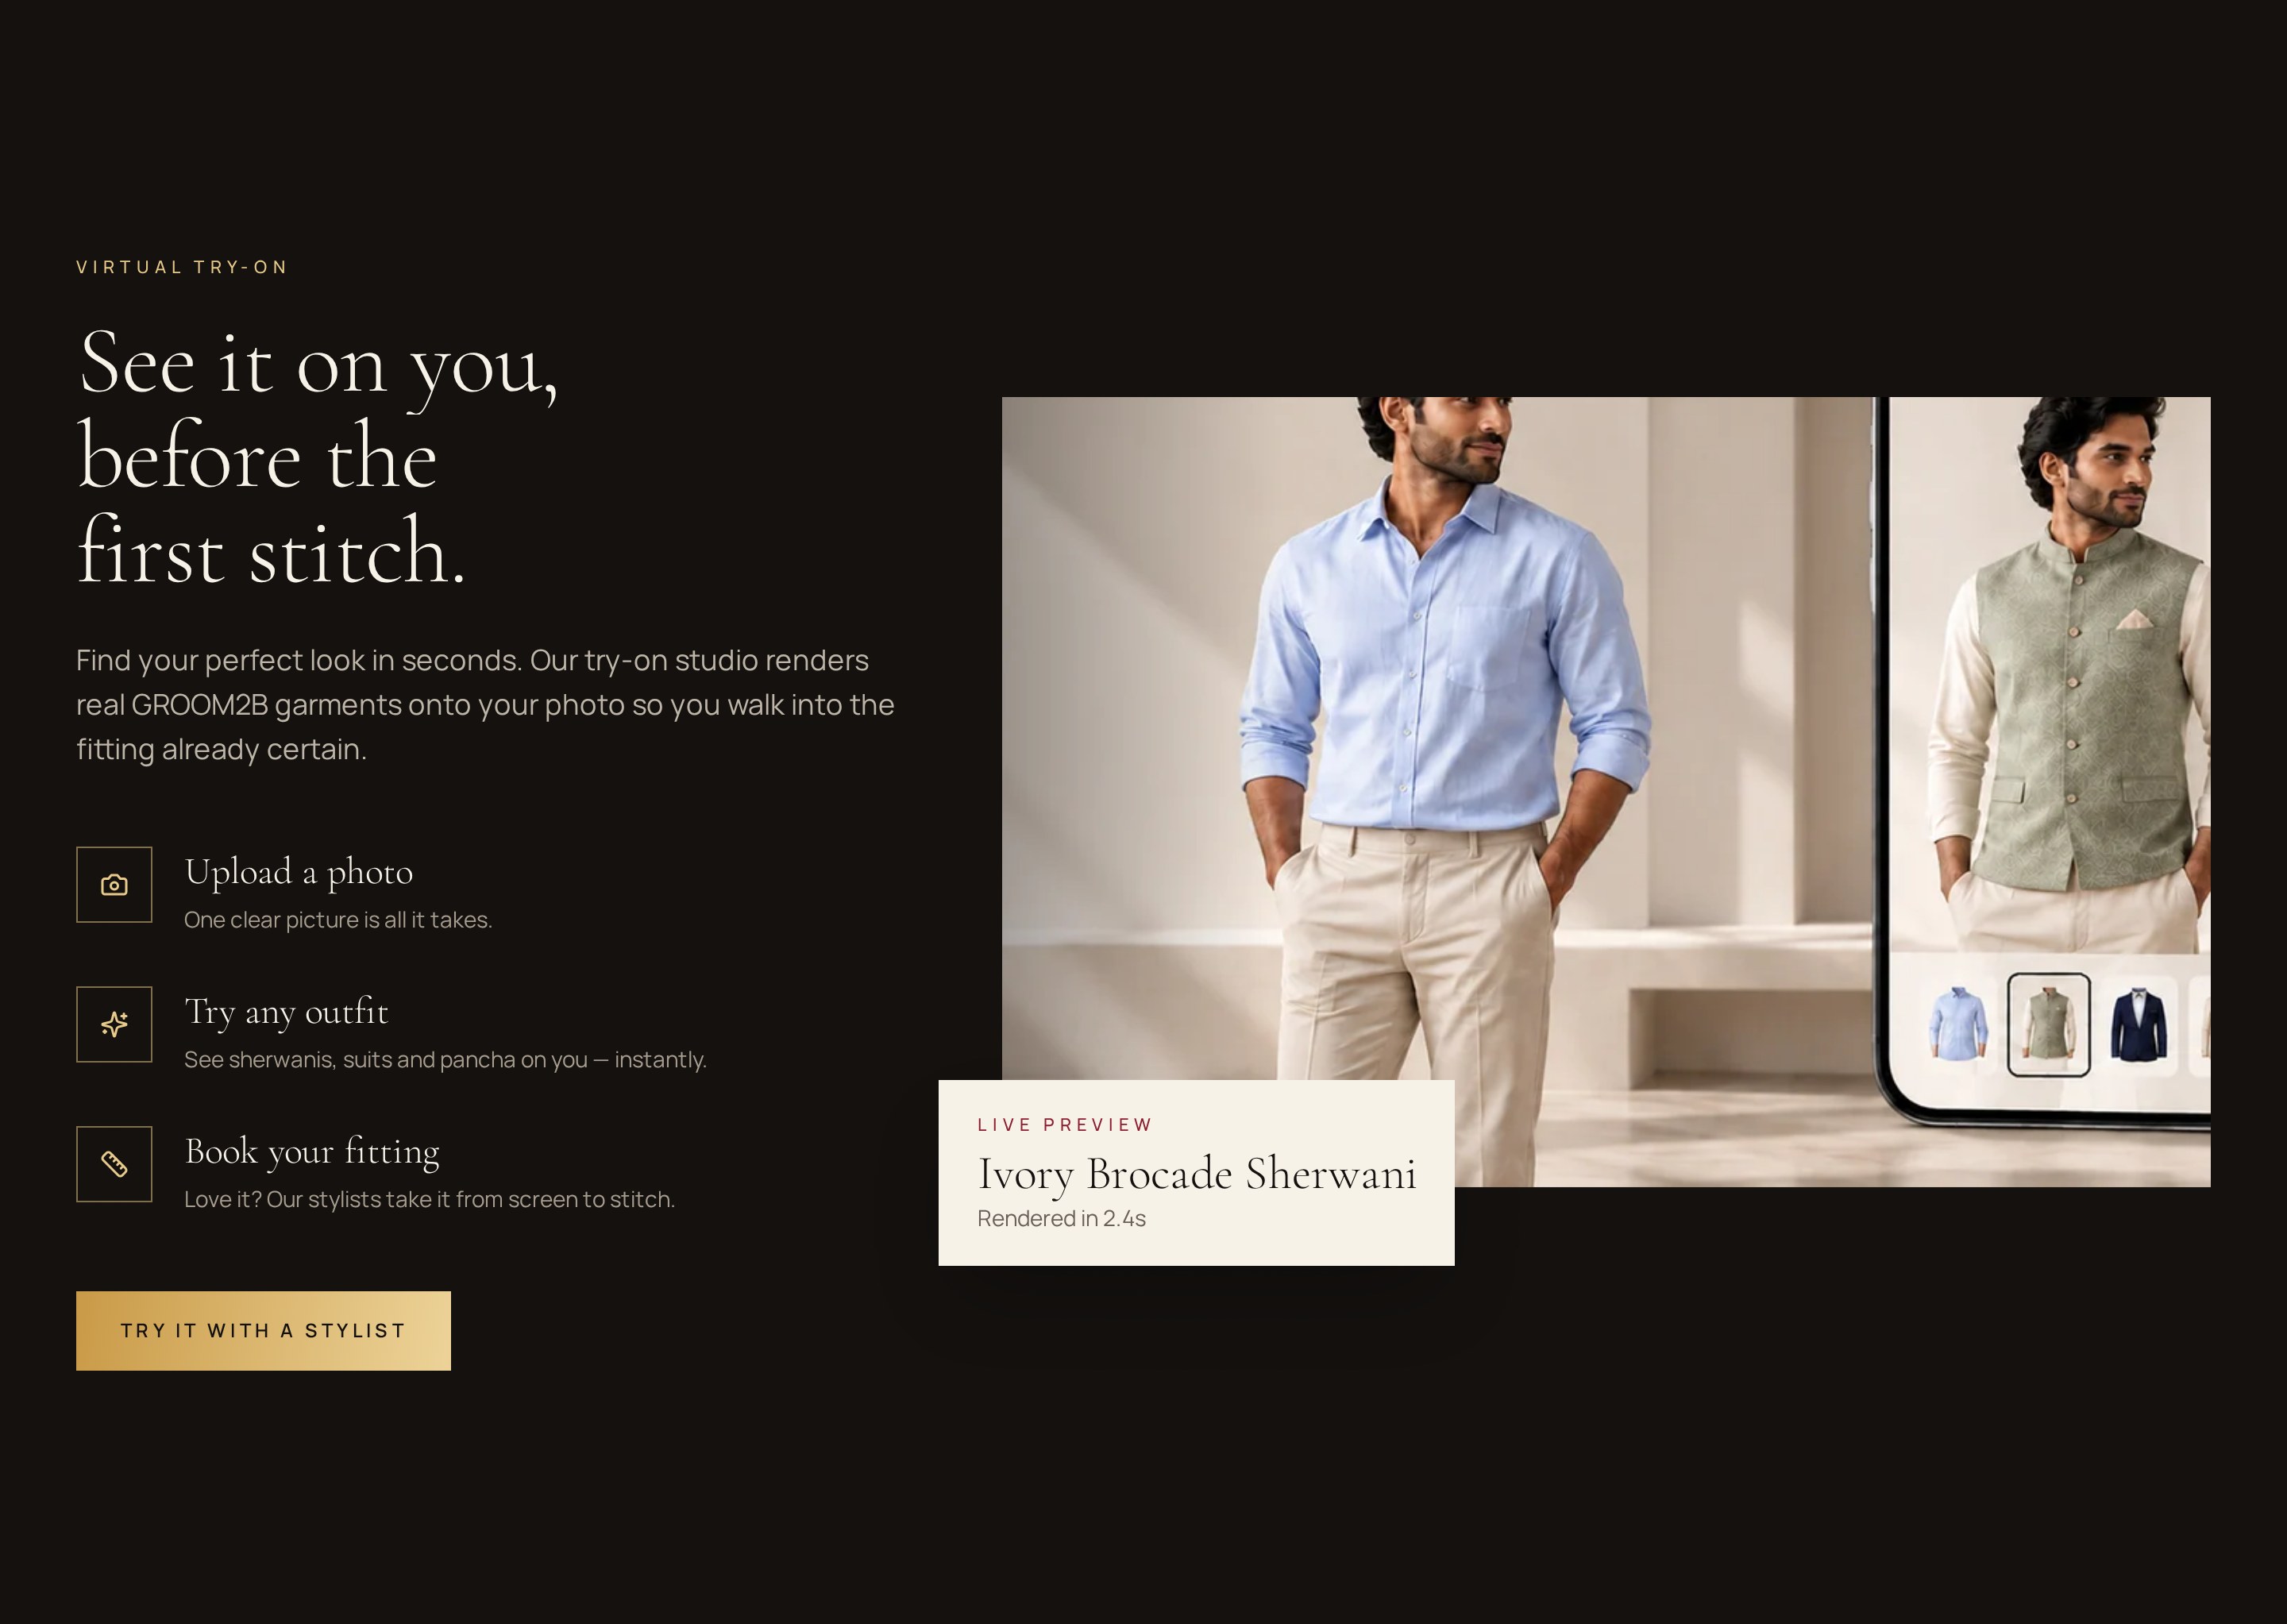 VIRTUAL TRY-ON
See it on you,
before the
first stitch.
Find your perfect look in seconds. Our try-on studio renders
real GROOM2B garments onto your photo so you walk into the
fitting already certain.
Upload a photo
One clear picture is all it takes.
Try any outfit
See sherwanis, suits and pancha on you — instantly.
Book your fitting
Love it? Our stylists take it from screen to stitch.
TRY IT WITH A STYLIST
LIVE PREVIEW
Ivory Brocade Sherwani
Rendered in 2.4s